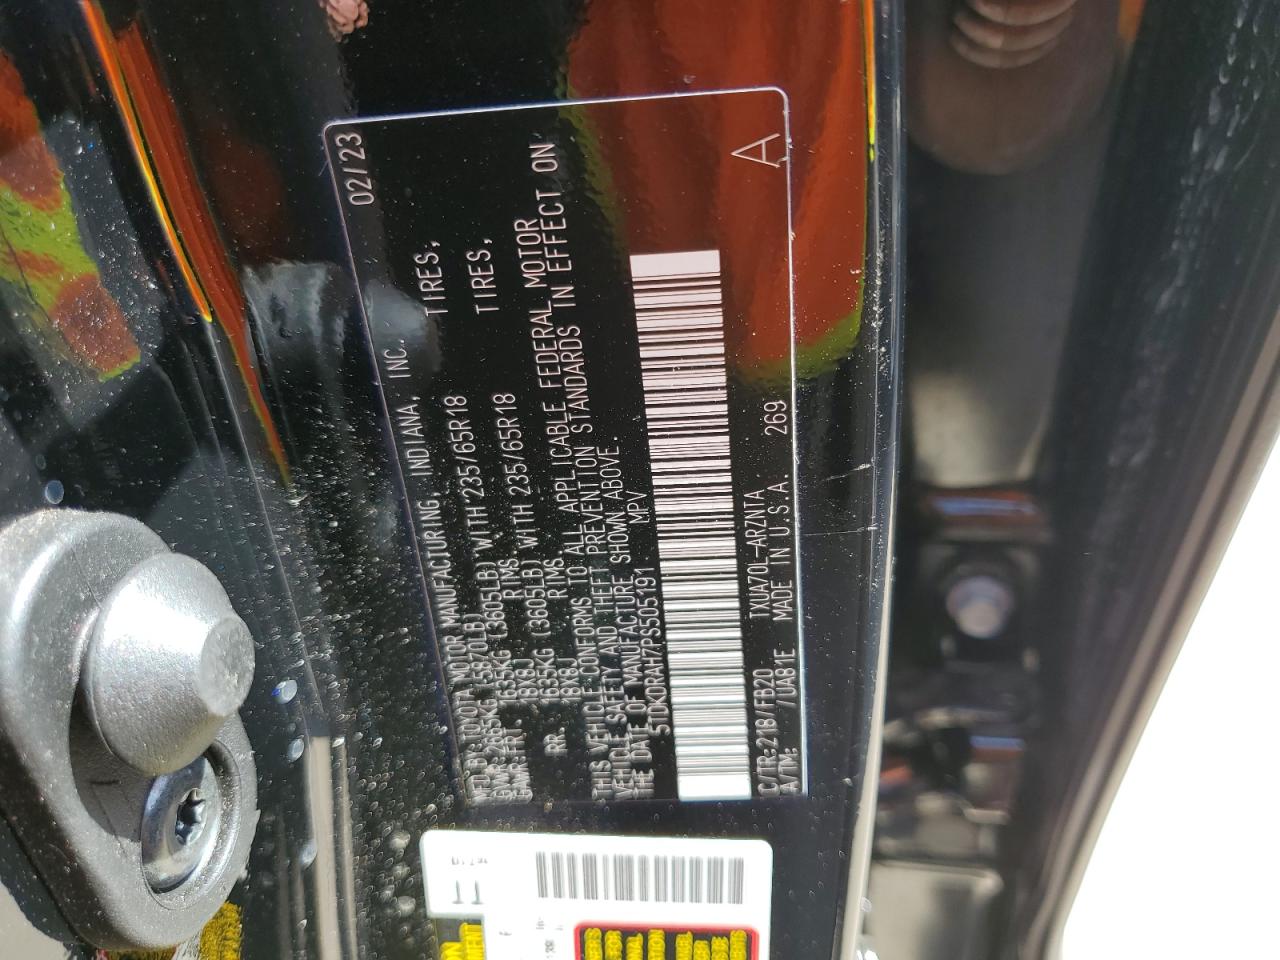 MFD.BY:TOYOTA MOTOR MANUFACTURING, INDIANA, INC. 02/23
GVWR:2665KG (5870LB)
GAWR:FRT. 1635KG (3605LB) WITH 235/65R18 TIRES,
18X8J RIMS
RR. 1635KG (3605LB) WITH 235/65R18 TIRES,
18X8J RIMS
THIS VEHICLE CONFORMS TO ALL APPLICABLE FEDERAL MOTOR
VEHICLE SAFETY AND THEFT PREVENTION STANDARDS IN EFFECT ON
THE DATE OF MANUFACTURE SHOWN ABOVE.
5TDKDRAH7PS505191 MPV
C/TR:218/FB20 TXUA70L-ARZNTA
A/TM: /UA81E MADE IN U.S.A. 269 A